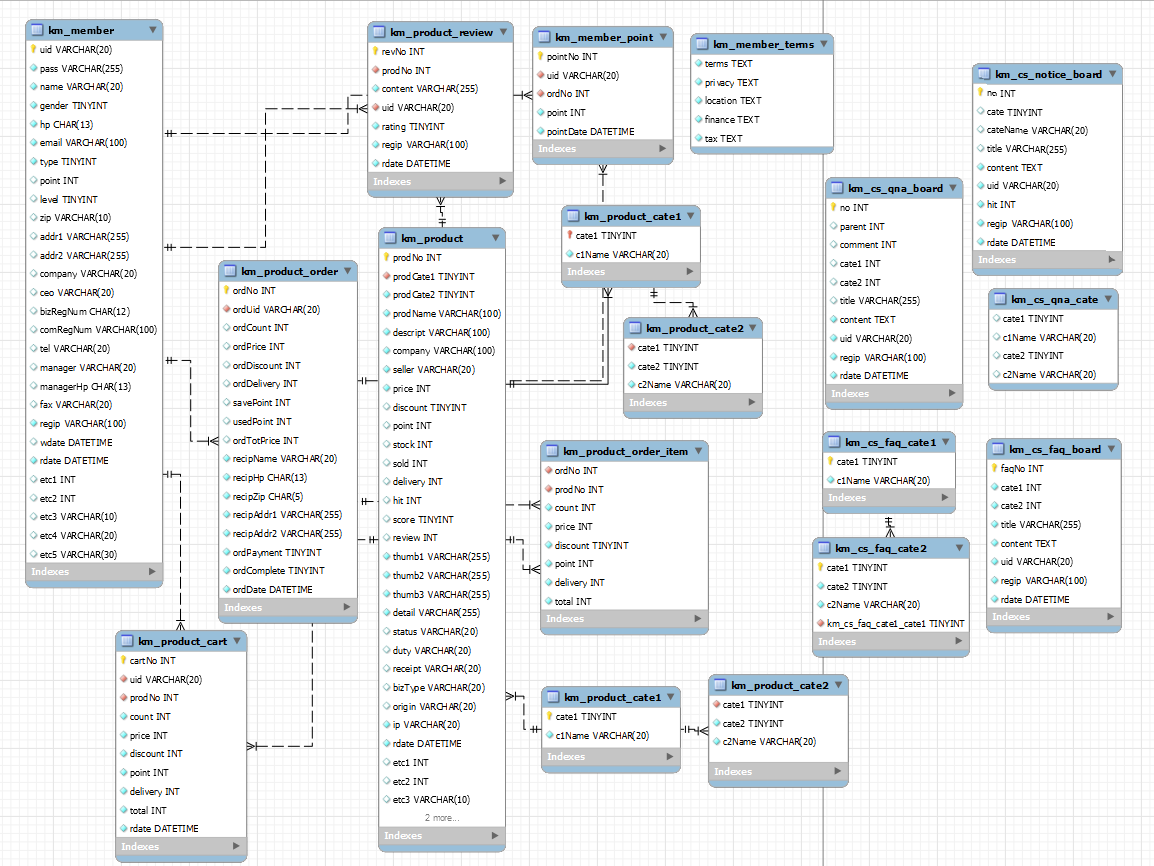 km_member
uid VARCHAR(20)
pass VARCHAR(255)
name VARCHAR(20)
gender TINYINT
hp CHAR(13)
email VARCHAR(100)
type TINYINT
point INT
level TINYINT
zip VARCHAR(10)
addr1 VARCHAR(255)
addr2 VARCHAR(255)
company VARCHAR(20)
ceo VARCHAR(20)
bizRegNum CHAR(12)
comRegNum VARCHAR(100)
tel VARCHAR(20)
manager VARCHAR(20)
managerHp CHAR(13)
fax VARCHAR(20)
regip VARCHAR(100)
wdate DATETIME
rdate DATETIME
etc1 INT
etc2 INT
etc3 VARCHAR(10)
etc4 VARCHAR(20)
etc5 VARCHAR(30)
Indexes
km_product_review
revNo INT
prodNo INT
content VARCHAR(255)
uid VARCHAR(20)
rating TINYINT
regip VARCHAR(100)
rdate DATETIME
Indexes
km_member_point
pointNo INT
uid VARCHAR(20)
ordNo INT
point INT
pointDate DATETIME
Indexes
km_member_terms
terms TEXT
privacy TEXT
location TEXT
finance TEXT
tax TEXT
km_cs_notice_board
no INT
cate TINYINT
cateName VARCHAR(20)
title VARCHAR(255)
content TEXT
uid VARCHAR(20)
hit INT
regip VARCHAR(100)
rdate DATETIME
Indexes
km_cs_qna_board
no INT
parent INT
comment INT
cate1 INT
cate2 INT
title VARCHAR(255)
content TEXT
uid VARCHAR(20)
regip VARCHAR(100)
rdate DATETIME
Indexes
km_product_cate1
cate1 TINYINT
c1Name VARCHAR(20)
Indexes
km_product
prodNo INT
prodCate1 TINYINT
prodCate2 TINYINT
prodName VARCHAR(100)
descript VARCHAR(100)
company VARCHAR(100)
seller VARCHAR(20)
price INT
discount TINYINT
point INT
stock INT
sold INT
delivery INT
hit INT
score TINYINT
review INT
thumb1 VARCHAR(255)
thumb2 VARCHAR(255)
thumb3 VARCHAR(255)
detail VARCHAR(255)
status VARCHAR(20)
duty VARCHAR(20)
receipt VARCHAR(20)
bizType VARCHAR(20)
origin VARCHAR(20)
ip VARCHAR(20)
rdate DATETIME
etc1 INT
etc2 INT
etc3 VARCHAR(10)
2 more...
Indexes
km_product_order
ordNo INT
ordUid VARCHAR(20)
ordCount INT
ordPrice INT
ordDiscount INT
ordDelivery INT
savePoint INT
usedPoint INT
ordTotPrice INT
recipName VARCHAR(20)
recipHp CHAR(13)
recipZip CHAR(5)
recipAddr1 VARCHAR(255)
recipAddr2 VARCHAR(255)
ordPayment TINYINT
ordComplete TINYINT
ordDate DATETIME
Indexes
km_cs_qna_cate
cate1 TINYINT
c1Name VARCHAR(20)
cate2 TINYINT
c2Name VARCHAR(20)
km_product_cate2
cate1 TINYINT
cate2 TINYINT
c2Name VARCHAR(20)
Indexes
km_product_order_item
ordNo INT
prodNo INT
count INT
price INT
discount TINYINT
point INT
delivery INT
total INT
Indexes
km_cs_faq_cate1
cate1 TINYINT
c1Name VARCHAR(20)
Indexes
km_cs_faq_board
faqNo INT
cate1 INT
cate2 INT
title VARCHAR(255)
content TEXT
uid VARCHAR(20)
regip VARCHAR(100)
rdate DATETIME
Indexes
km_cs_faq_cate2
cate1 TINYINT
cate2 TINYINT
c2Name VARCHAR(20)
km_cs_faq_cate1_cate1 TINYINT
Indexes
km_product_cart
cartNo INT
uid VARCHAR(20)
prodNo INT
count INT
price INT
discount INT
point INT
delivery INT
total INT
rdate DATETIME
Indexes
km_product_cate1
cate1 TINYINT
c1Name VARCHAR(20)
Indexes
km_product_cate2
cate1 TINYINT
cate2 TINYINT
c2Name VARCHAR(20)
Indexes